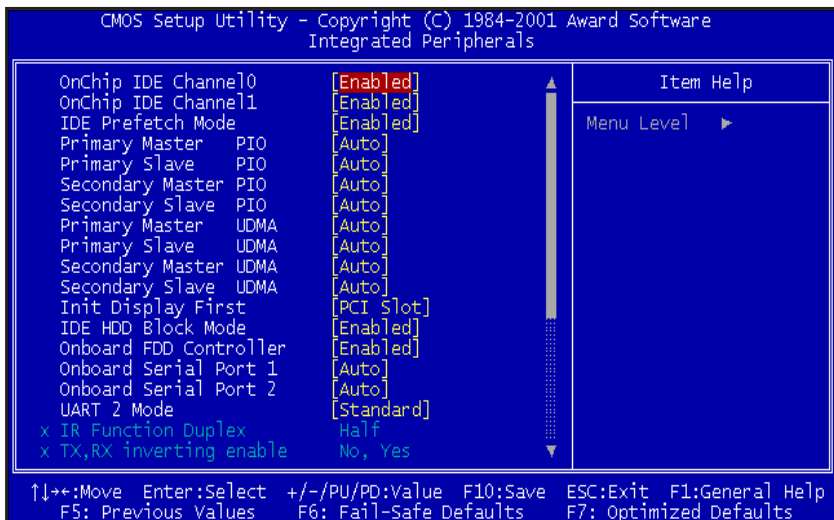 CMOS Setup Utility - Copyright (C) 1984-2001 Award Software
Integrated Peripherals
OnChip IDE Channel0 [Enabled]
OnChip IDE Channel1 [Enabled]
IDE Prefetch Mode [Enabled]
Primary Master PIO [Auto]
Primary Slave PIO [Auto]
Secondary Master PIO [Auto]
Secondary Slave PIO [Auto]
Primary Master UDMA [Auto]
Primary Slave UDMA [Auto]
Secondary Master UDMA [Auto]
Secondary Slave UDMA [Auto]
Init Display First [PCI Slot]
IDE HDD Block Mode [Enabled]
Onboard FDD Controller [Enabled]
Onboard Serial Port 1 [Auto]
Onboard Serial Port 2 [Auto]
UART 2 Mode [Standard]
x IR Function Duplex Half
x TX,RX inverting enable No, Yes
Item Help
Menu Level ►
↑↓→←:Move Enter:Select +/-/PU/PD:Value F10:Save ESC:Exit F1:General Help
F5: Previous Values F6: Fail-Safe Defaults F7: Optimized Defaults